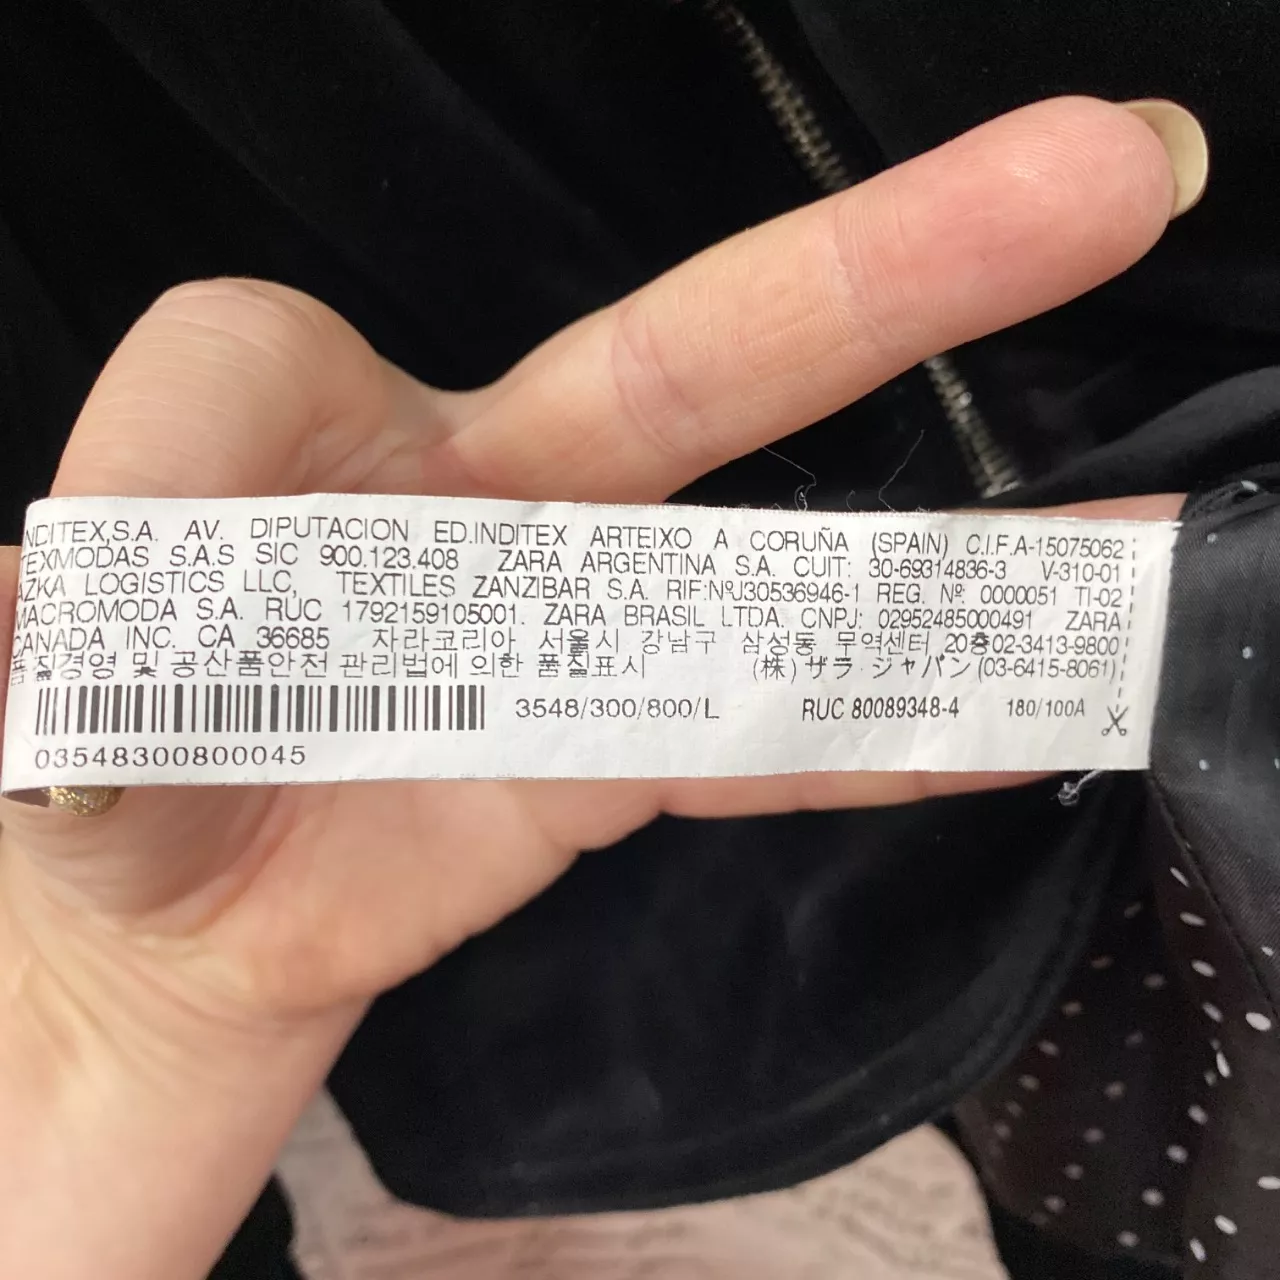 INDITEX,S.A. AV. DIPUTACION ED.INDITEX ARTEIXO A CORUÑA (SPAIN) C.I.F.A-15075062
TEXMODAS S.A.S SIC 900.123.408 ZARA ARGENTINA S.A. CUIT: 30-69314836-3 V-310-01
AZKA LOGISTICS LLC, TEXTILES ZANZIBAR S.A. RIF:NºJ30536946-1 REG. Nº: 0000051 TI-02
MACROMODA S.A. RUC 1792159105001. ZARA BRASIL LTDA. CNPJ: 02952485000491 ZARA
CANADA INC. CA 36685 자라코리아 서울시 강남구 삼성동 무역센터 20층02-3413-9800
품질경영 및 공산품안전 관리법에 의한 품질표시 (株)ザラ・ジャパン(03-6415-8061)
3548/300/800/L RUC 80089348-4 180/100A
03548300800045